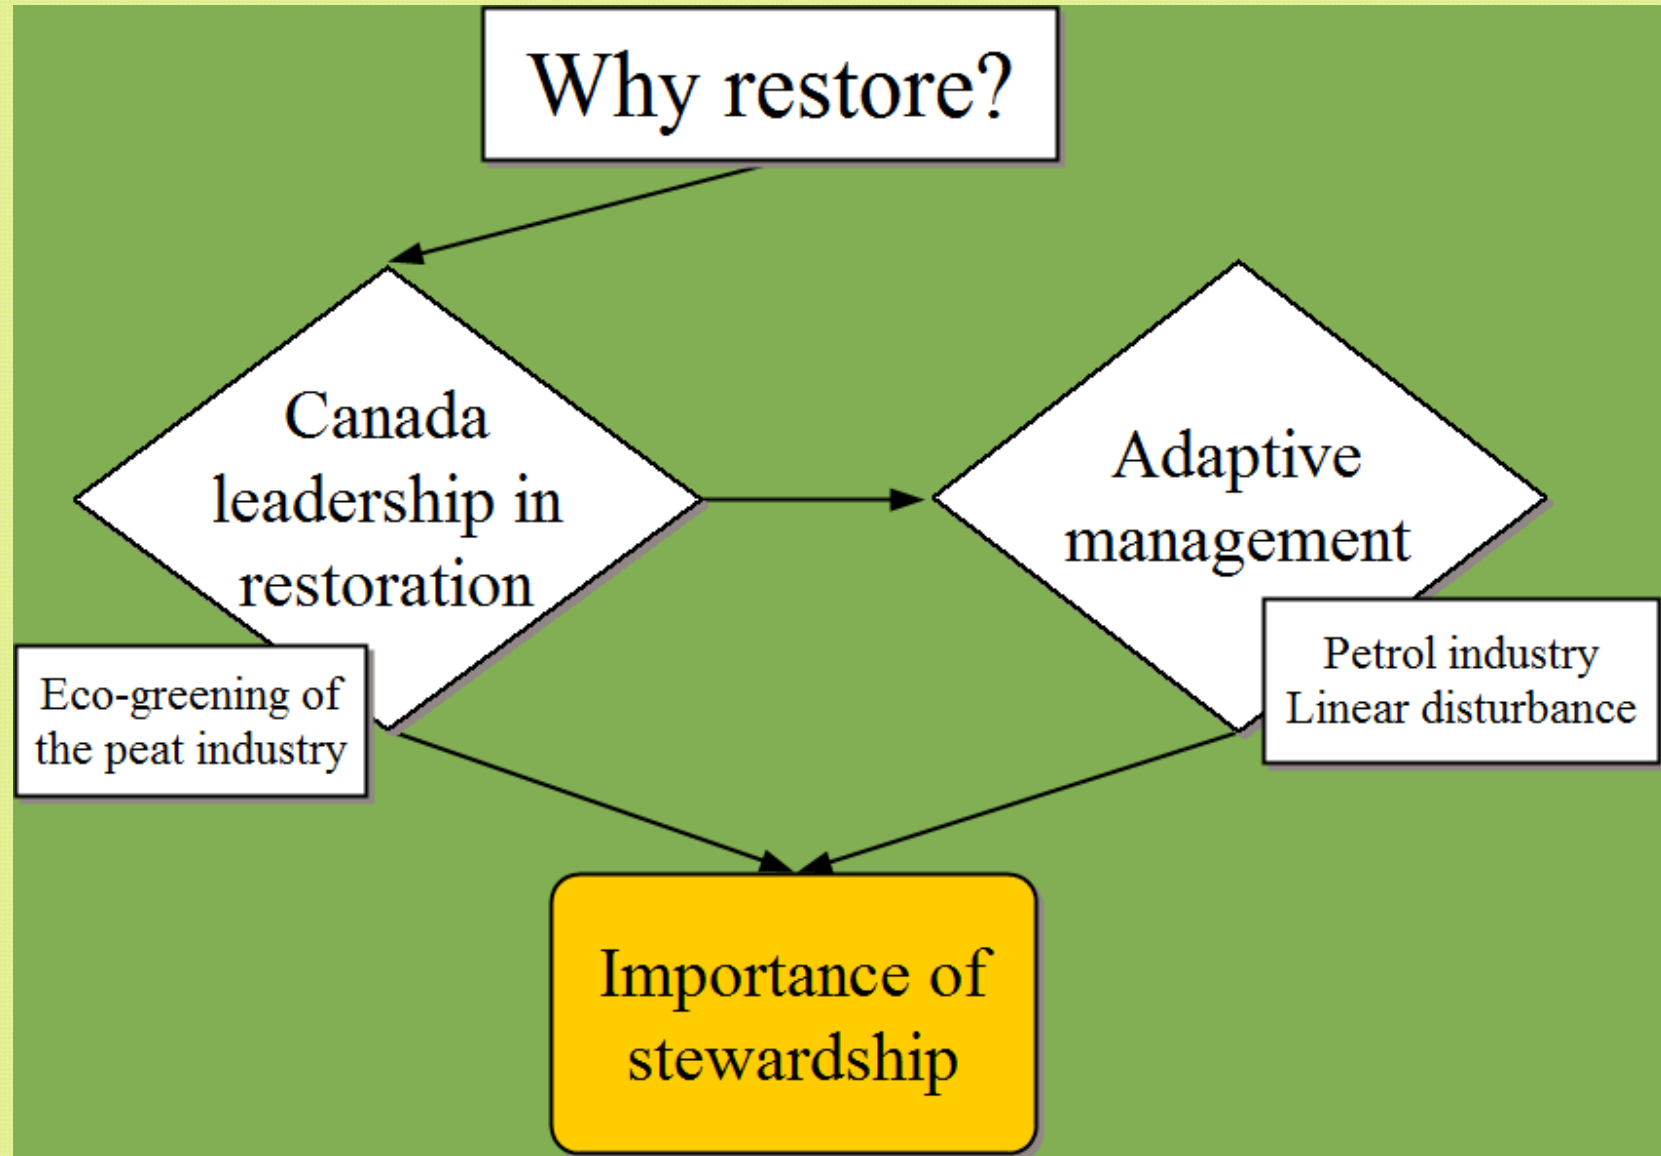 Why restore?
Canada
leadership in
restoration
Eco-greening of
the peat industry
Adaptive
management
Petrol industry
Linear disturbance
Importance of
stewardship